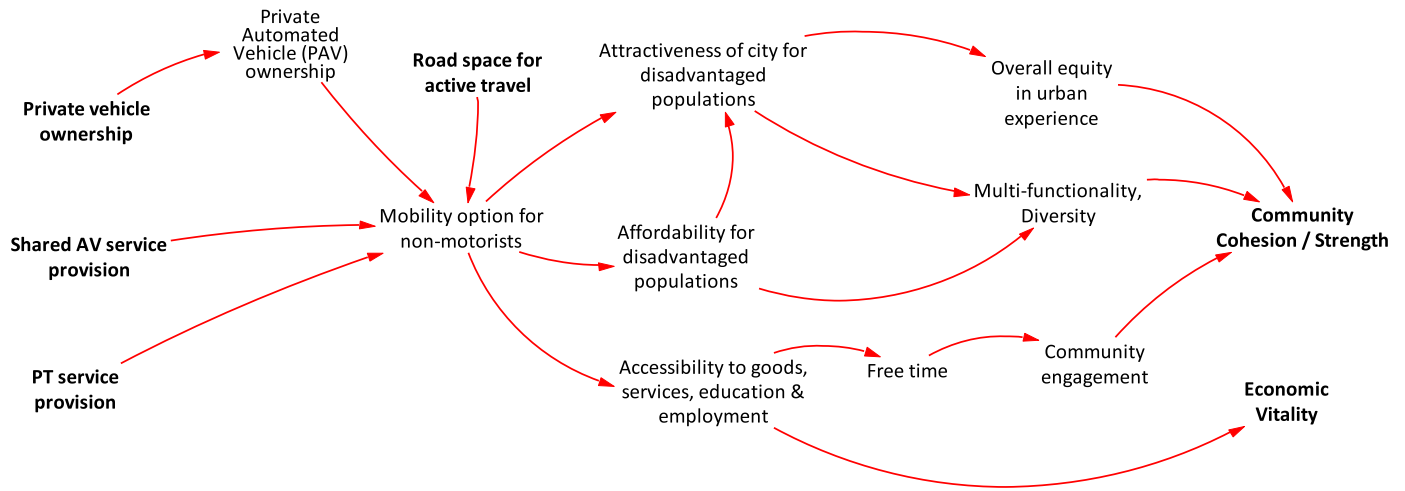 Private
Automated
Vehicle (PAV)
ownership
Private vehicle
ownership
Road space for
active travel
Attractiveness of city for
disadvantaged
populations
Overall equity
in urban
experience
Shared AV service
provision
Mobility option for
non-motorists
Affordability for
disadvantaged
populations
Multi-functionality,
Diversity
Community
Cohesion / Strength
PT service
provision
Accessibility to goods,
services, education &
employment
Free time
Community
engagement
Economic
Vitality